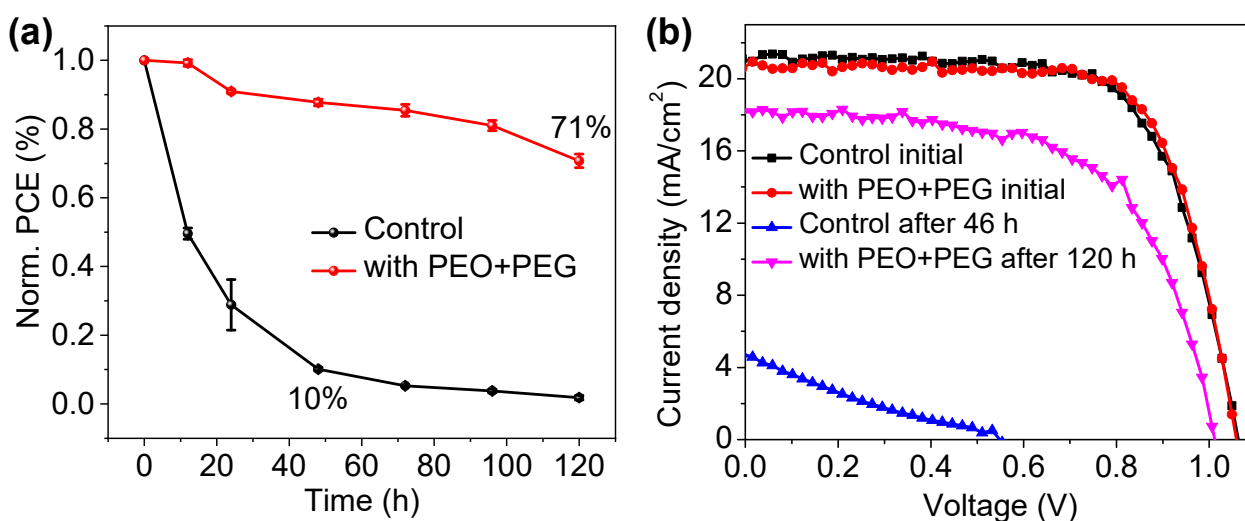 (a)
1.0
0.8
0.6
0.4
0.2
0.0
Norm. PCE (%)
71%
Control
with PEO+PEG
10%
0 20 40 60 80 100 120
Time (h)
(b)
20
16
12
8
4
0
Current density (mA/cm²)
Control initial
with PEO+PEG initial
Control after 46 h
with PEO+PEG after 120 h
0.0 0.2 0.4 0.6 0.8 1.0
Voltage (V)